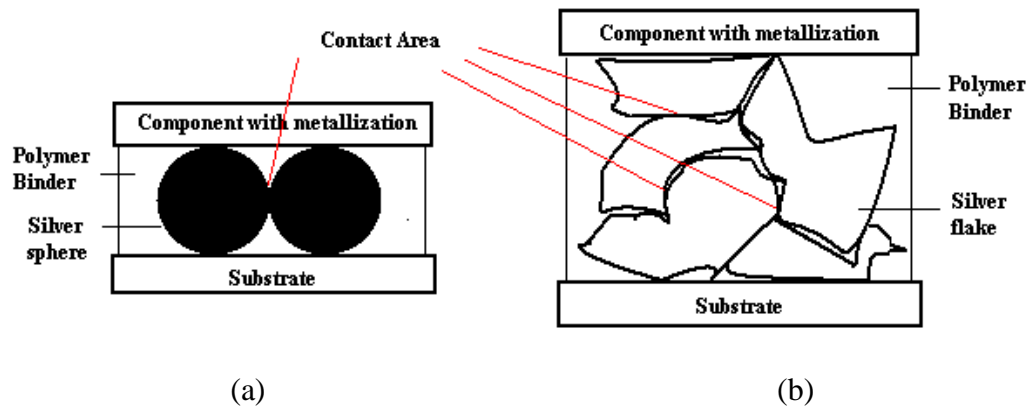 Contact Area
Component with metallization
Polymer
Binder
Silver
sphere
Substrate
(a)
Component with metallization
Polymer
Binder
Silver
flake
Substrate
(b)